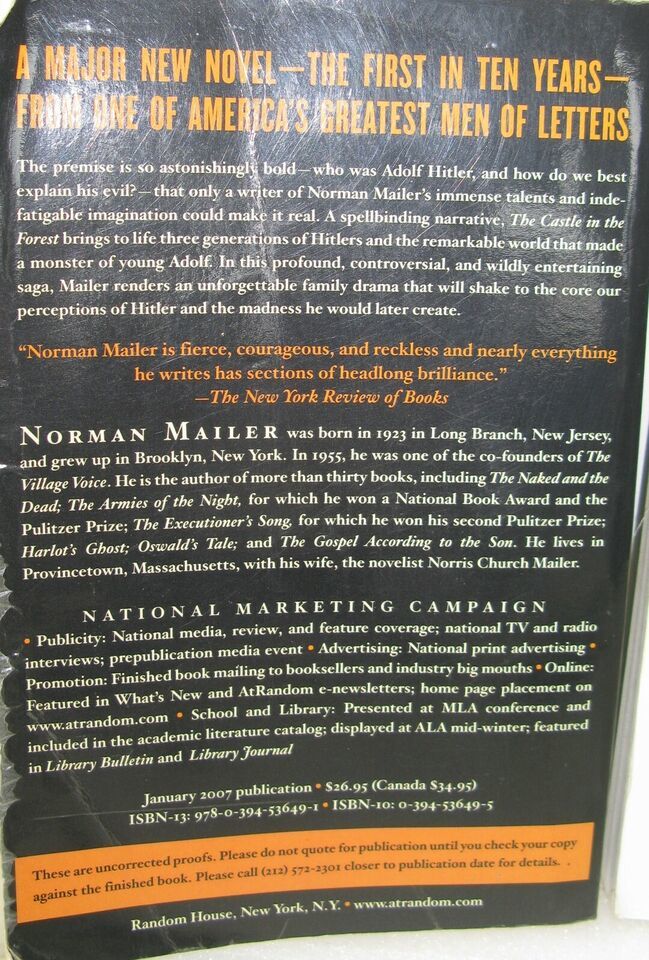 A MAJOR NEW NOVEL—THE FIRST IN TEN YEARS—
FROM ONE OF AMERICA'S GREATEST MEN OF LETTERS
The premise is so astonishingly bold—who was Adolf Hitler, and how do we best
explain his evil?—that only a writer of Norman Mailer's immense talents and inde-
fatigable imagination could make it real. A spellbinding narrative, The Castle in the
Forest brings to life three generations of Hitlers and the remarkable world that made
a monster of young Adolf. In this profound, controversial, and wildly entertaining
saga, Mailer renders an unforgettable family drama that will shake to the core our
perceptions of Hitler and the madness he would later create.
“Norman Mailer is fierce, courageous, and reckless and nearly everything
he writes has sections of headlong brilliance.”
—The New York Review of Books
NORMAN MAILER was born in 1923 in Long Branch, New Jersey,
and grew up in Brooklyn, New York. In 1955, he was one of the co-founders of The
Village Voice. He is the author of more than thirty books, including The Naked and the
Dead; The Armies of the Night, for which he won a National Book Award and the
Pulitzer Prize; The Executioner's Song, for which he won his second Pulitzer Prize;
Harlot's Ghost; Oswald's Tale; and The Gospel According to the Son. He lives in
Provincetown, Massachusetts, with his wife, the novelist Norris Church Mailer.
NATIONAL MARKETING CAMPAIGN
• Publicity: National media, review, and feature coverage; national TV and radio
interviews; prepublication media event • Advertising: National print advertising •
Promotion: Finished book mailing to booksellers and industry big mouths • Online:
Featured in What's New and AtRandom e-newsletters; home page placement on
www.atrandom.com • School and Library: Presented at MLA conference and
included in the academic literature catalog; displayed at ALA mid-winter; featured
in Library Bulletin and Library Journal
January 2007 publication • $26.95 (Canada $34.95)
ISBN-13: 978-0-394-53649-1 • ISBN-10: 0-394-53649-5
These are uncorrected proofs. Please do not quote for publication until you check your copy
against the finished book. Please call (212) 572-2301 closer to publication date for details. .
Random House, New York, N.Y. • www.atrandom.com